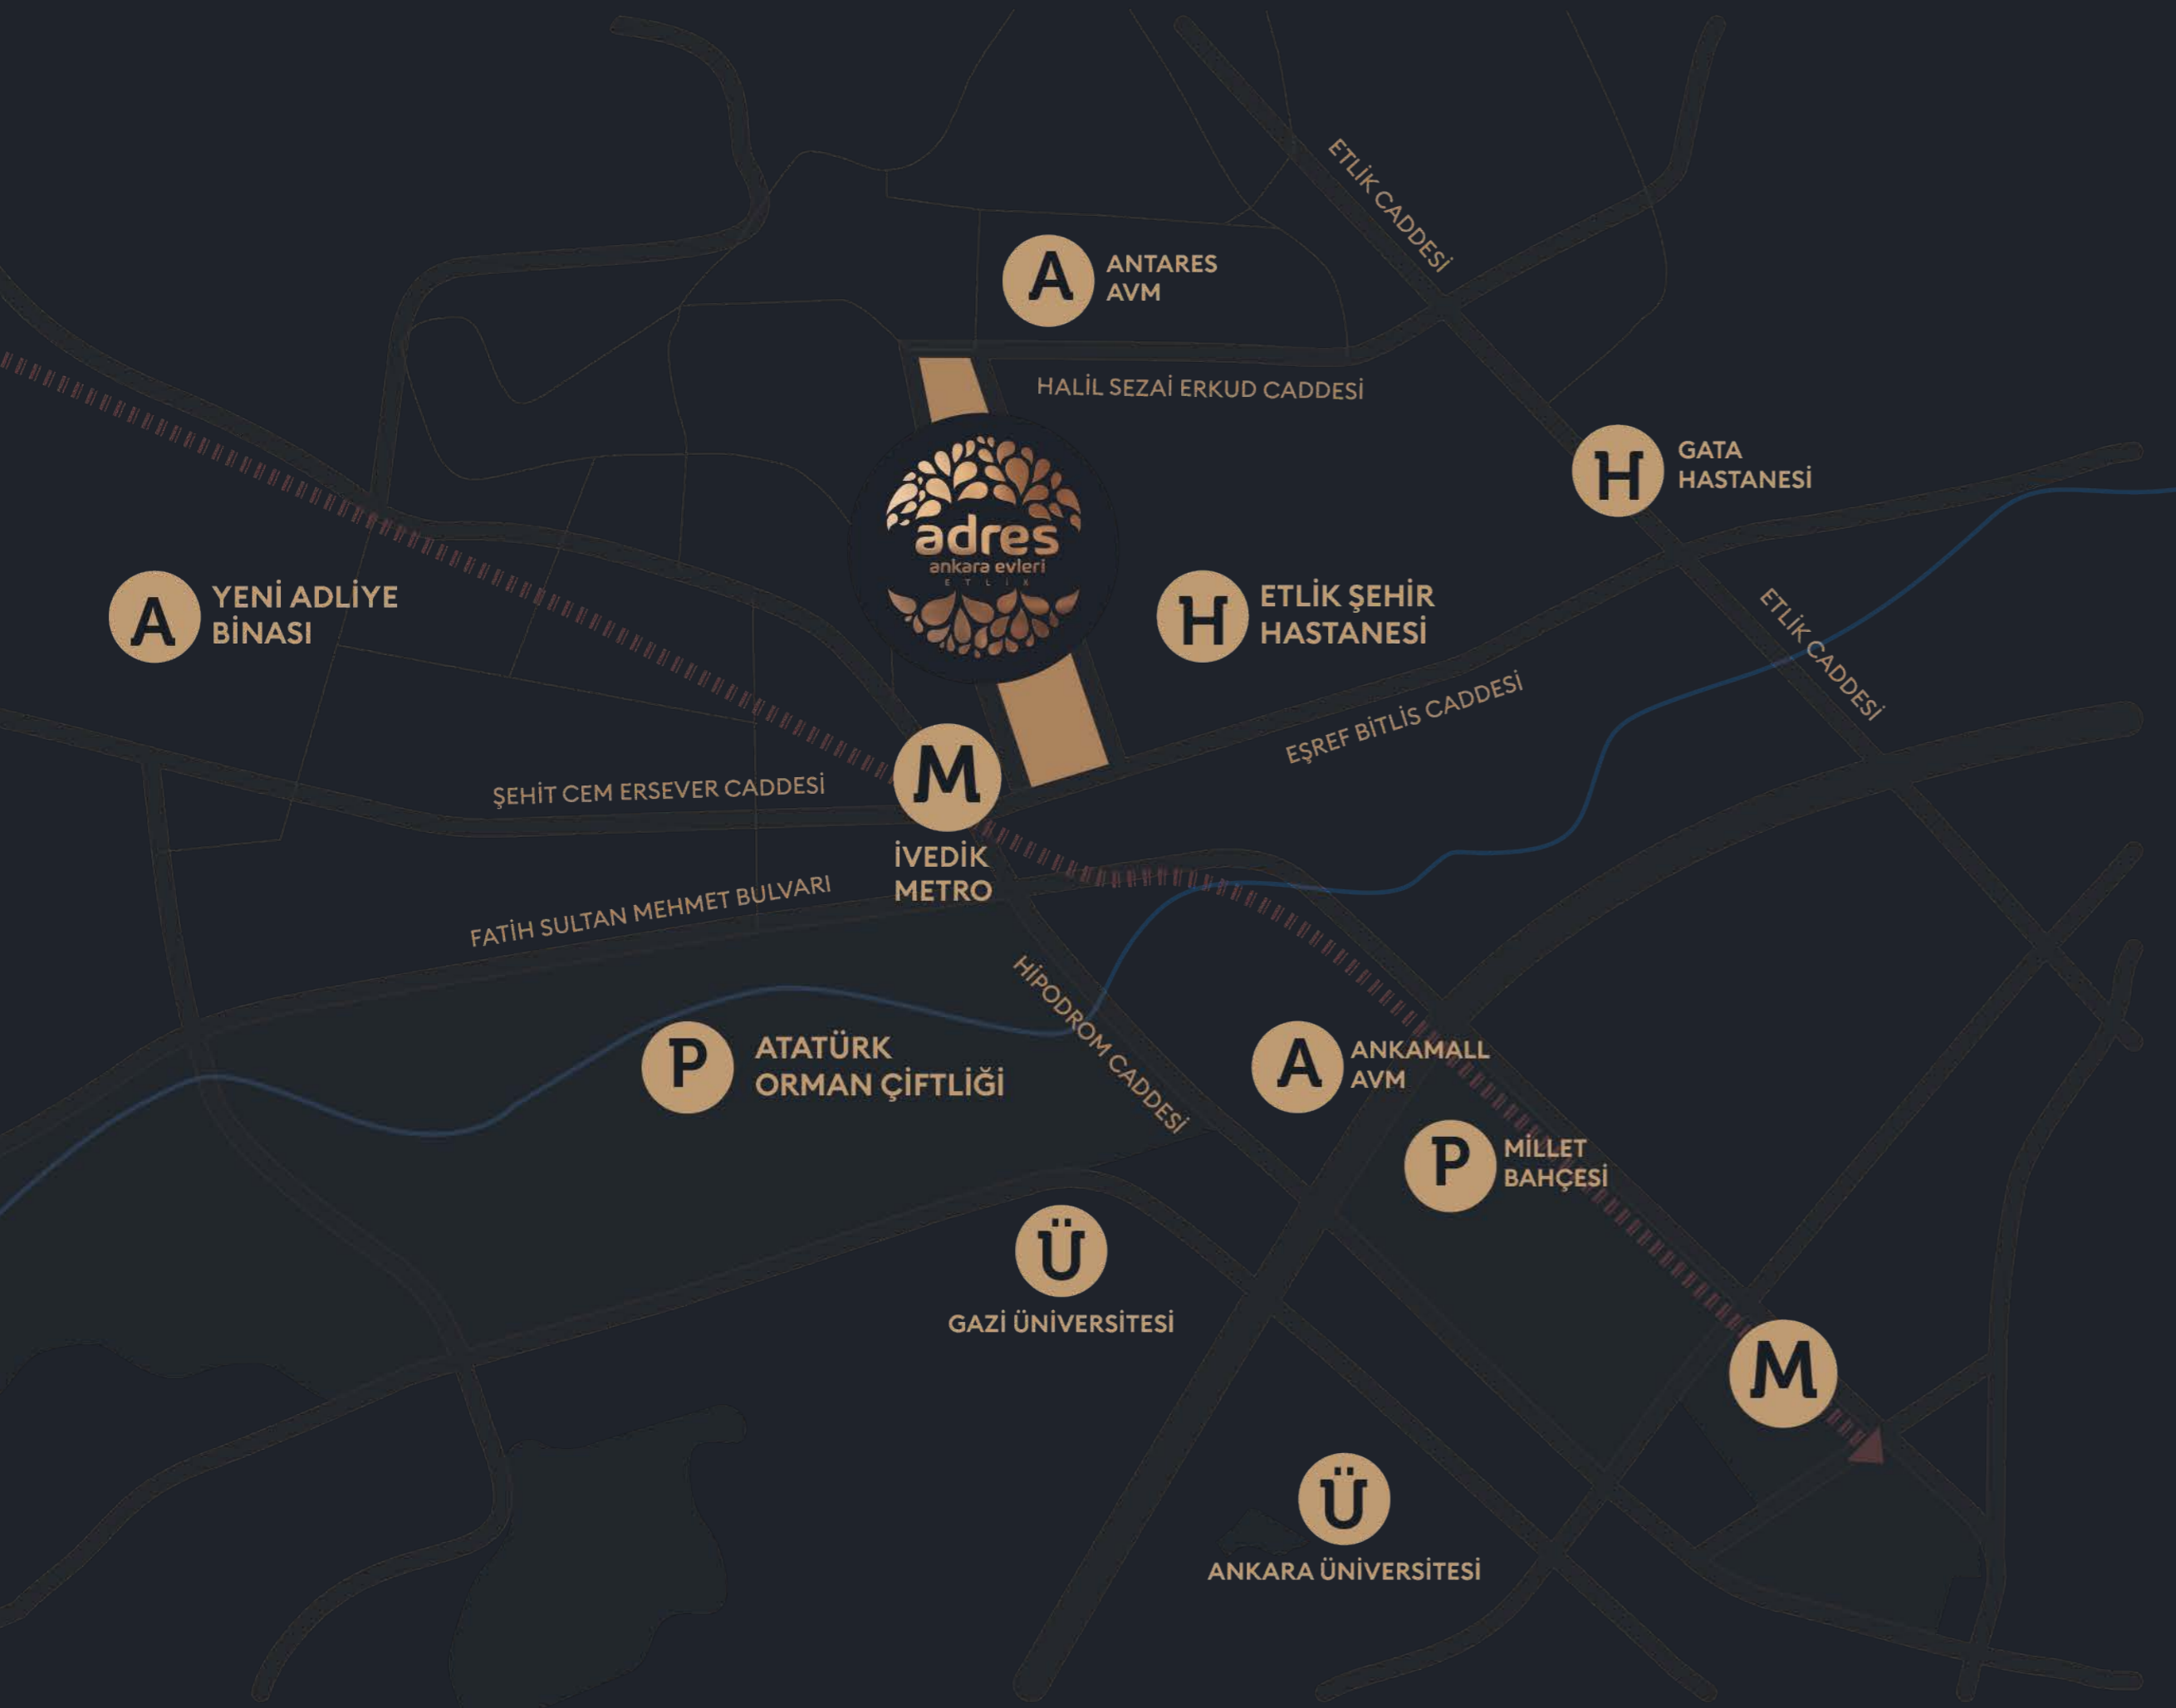 ETLİK CADDESİ
A
ANTARES
AVM
HALİL SEZAİ ERKUD CADDESİ
H
GATA
HASTANESİ
adres
ankara evleri
ETLİK
A
YENİ ADLİYE
BİNASI
H
ETLİK ŞEHİR
HASTANESİ
ETLİK CADDESİ
EŞREF BİTLİS CADDESİ
ŞEHİT CEM ERSEVER CADDESİ
M
İVEDİK
METRO
FATİH SULTAN MEHMET BULVARI
HİPODROM CADDESİ
P
ATATÜRK
ORMAN ÇİFTLİĞİ
A
ANKAMALL
AVM
P
MİLLET
BAHÇESİ
Ü
GAZİ ÜNİVERSİTESİ
M
Ü
ANKARA ÜNİVERSİTESİ